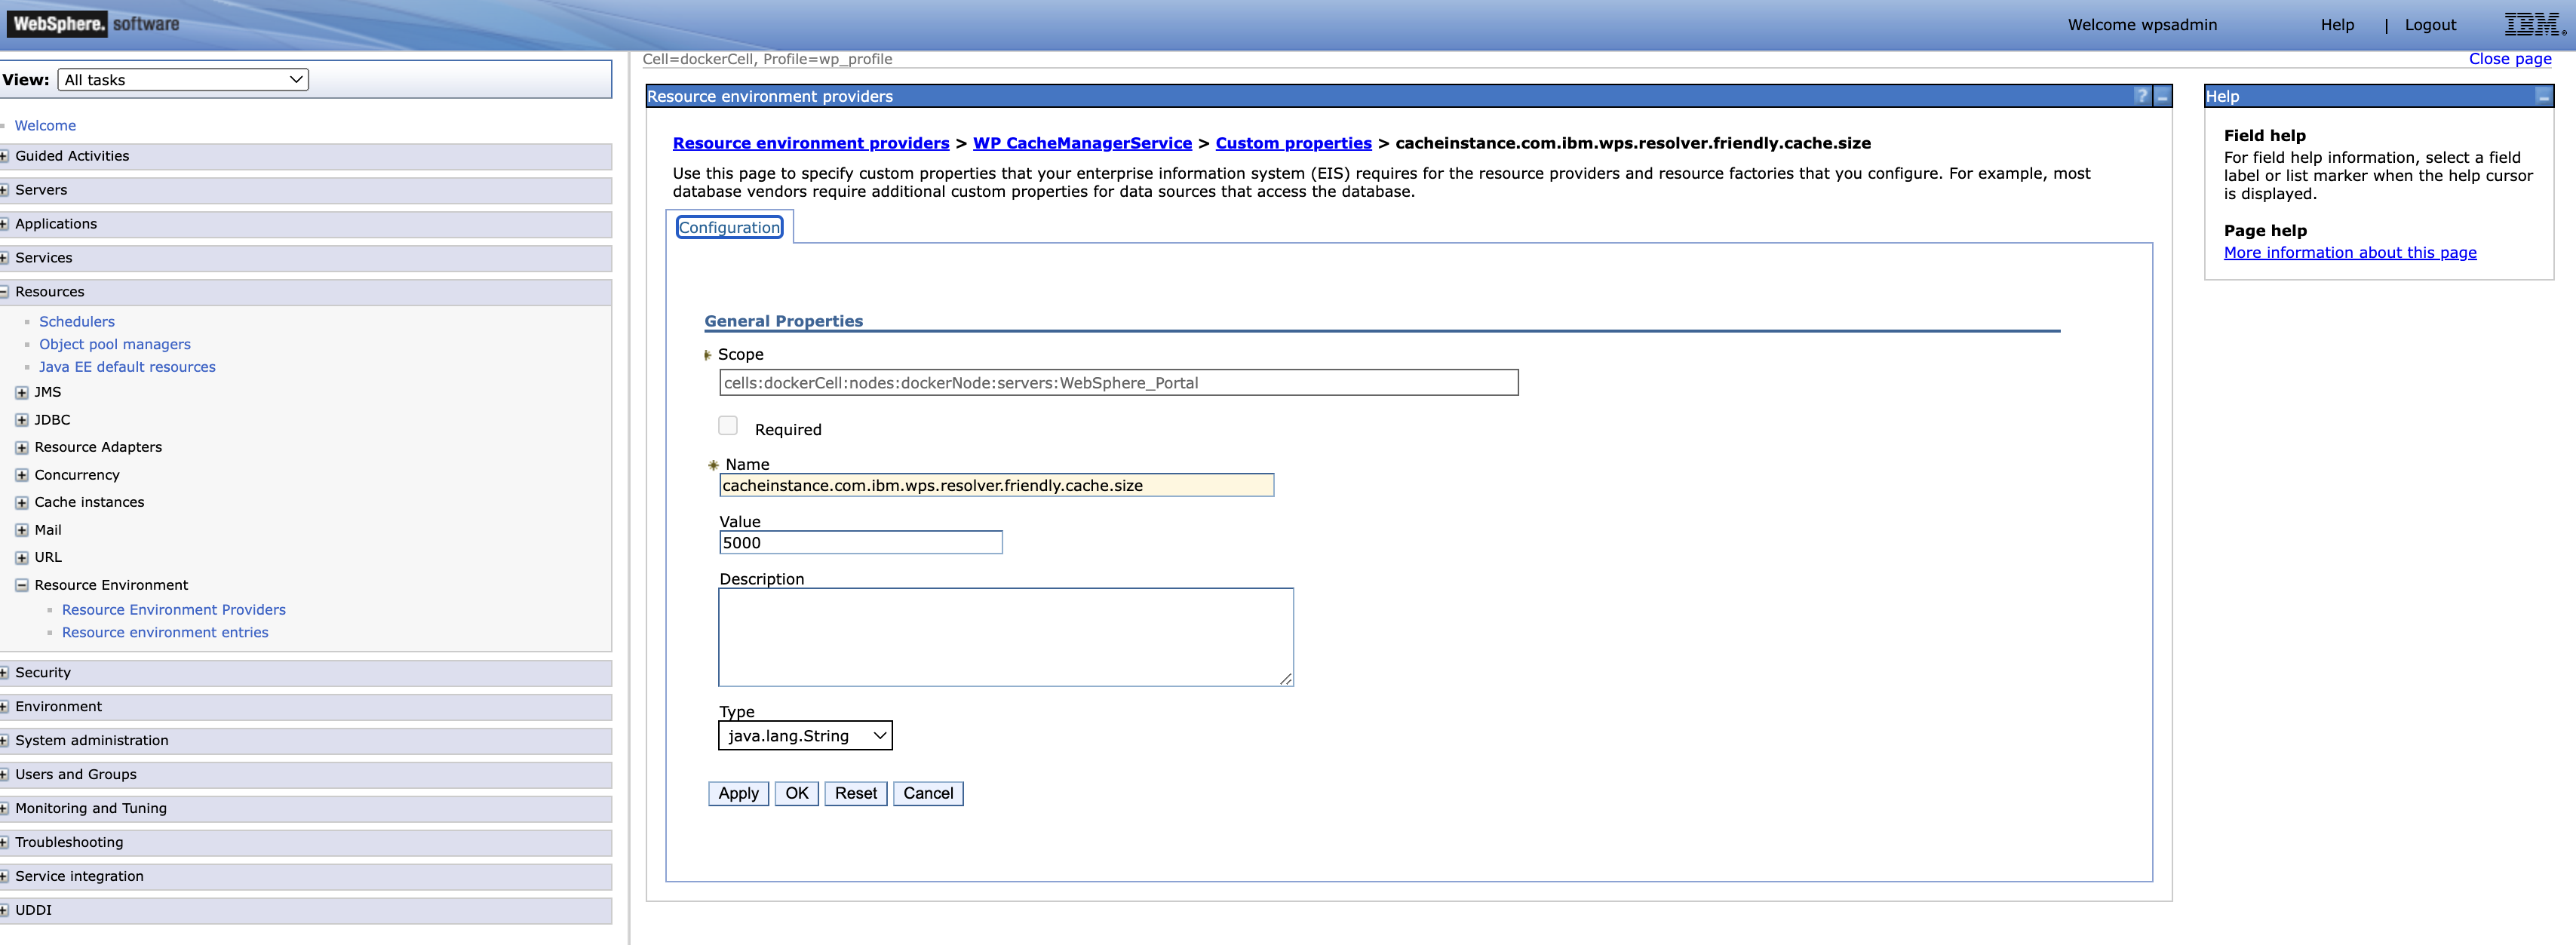 WebSphere. software
Welcome wpsadmin
Help | Logout
IBM®
View: All tasks
Welcome
Guided Activities
Servers
Applications
Services
Resources
Schedulers
Object pool managers
Java EE default resources
JMS
JDBC
Resource Adapters
Concurrency
Cache instances
Mail
URL
Resource Environment
Resource Environment Providers
Resource environment entries
Security
Environment
System administration
Users and Groups
Monitoring and Tuning
Troubleshooting
Service integration
UDDI
Cell=dockerCell, Profile=wp_profile
Close page
Resource environment providers
?
Resource environment providers > WP CacheManagerService > Custom properties > cacheinstance.com.ibm.wps.resolver.friendly.cache.size
Use this page to specify custom properties that your enterprise information system (EIS) requires for the resource providers and resource factories that you configure. For example, most
database vendors require additional custom properties for data sources that access the database.
Configuration
General Properties
Scope
cells:dockerCell:nodes:dockerNode:servers:WebSphere_Portal
Required
Name
cacheinstance.com.ibm.wps.resolver.friendly.cache.size
Value
5000
Description
Type
java.lang.String
Apply OK Reset Cancel
Help
Field help
For field help information, select a field
label or list marker when the help cursor
is displayed.
Page help
More information about this page